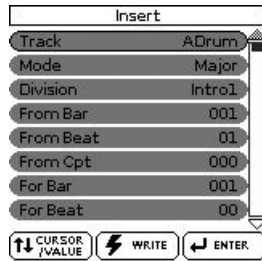 Insert
Track ADrum
Mode Major
Division Intro1
From Bar 001
From Beat 01
From Cpt 000
For Bar 001
For Beat 00
CURSOR /VALUE WRITE ENTER